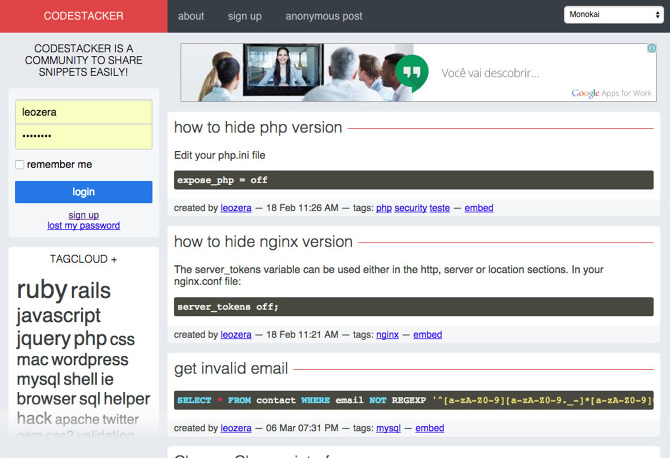 CODESTACKER
about sign up anonymous post
Monokai
CODESTACKER IS A
COMMUNITY TO SHARE
SNIPPETS EASILY!
leozera
••••••••
remember me
login
sign up
lost my password
TAGCLOUD +
ruby rails
javascript
jquery php css
mac wordpress
mysql shell ie
browser sql helper
hack apache twitter
css3 validation
Você vai descobrir...
Google Apps for Work
how to hide php version
Edit your php.ini file
expose_php = off
created by leozera — 18 Feb 11:26 AM — tags: php security teste — embed
how to hide nginx version
The server_tokens variable can be used either in the http, server or location sections. In your
nginx.conf file:
server_tokens off;
created by leozera — 18 Feb 11:21 AM — tags: nginx — embed
get invalid email
SELECT * FROM contact WHERE email NOT REGEXP '^[a-zA-Z0-9][a-zA-Z0-9._-]*[a-zA-Z0-9]
created by leozera — 06 Mar 07:31 PM — tags: mysql — embed